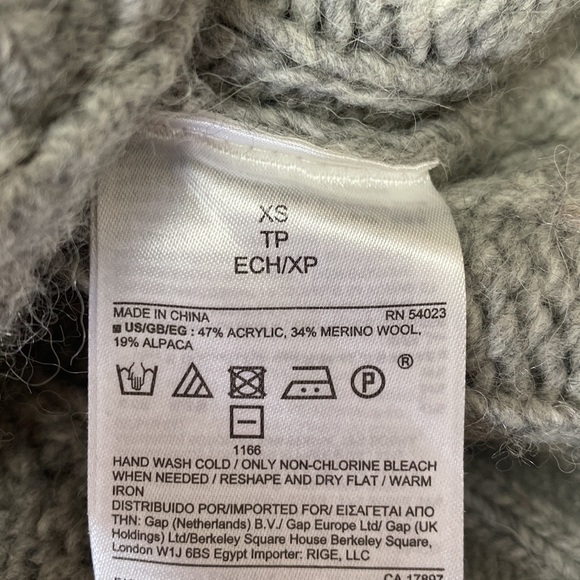 XS
TP
ECH/XP
MADE IN CHINA RN 54023
US/GB/EG : 47% ACRYLIC, 34% MERINO WOOL,
19% ALPACA
P ®
1166
HAND WASH COLD / ONLY NON-CHLORINE BLEACH
WHEN NEEDED / RESHAPE AND DRY FLAT / WARM
IRON
DISTRIBUIDO POR/IMPORTED FOR/ ΕΙΣΑΓΕΤΑΙ ΑΠΟ
ΤΗΝ: Gap (Netherlands) B.V./ Gap Europe Ltd/ Gap (UK
Holdings) Ltd/Berkeley Square House Berkeley Square,
London W1J 6BS Egypt Importer: RIGE, LLC
CA 17897